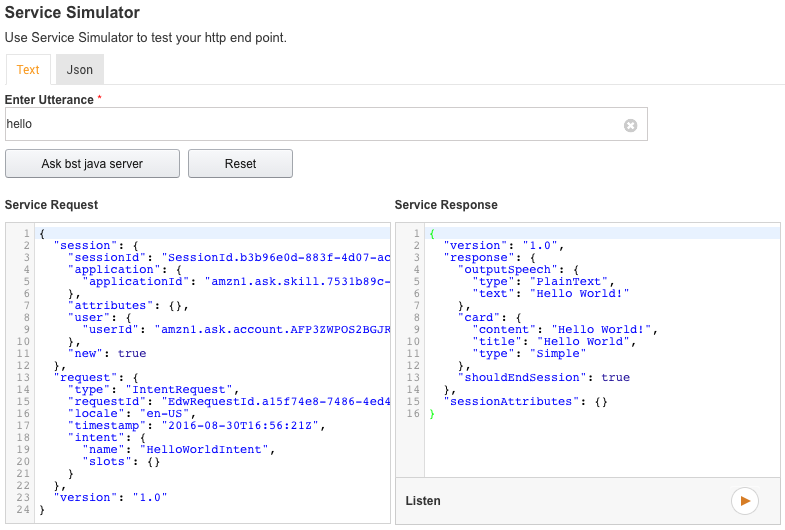 Service Simulator
Use Service Simulator to test your http end point.
Text Json
Enter Utterance *
hello
Ask bst java server Reset
Service Request
1 {
2 "session": {
3 "sessionId": "SessionId.b3b96e0d-883f-4d07-ac
4 "application": {
5 "applicationId": "amzn1.ask.skill.7531b89c-
6 },
7 "attributes": {},
8 "user": {
9 "userId": "amzn1.ask.account.AFP3ZWPOS2BGJR
10 },
11 "new": true
12 },
13 "request": {
14 "type": "IntentRequest",
15 "requestId": "EdwRequestId.a15f74e8-7486-4ed4
16 "locale": "en-US",
17 "timestamp": "2016-08-30T16:56:21Z",
18 "intent": {
19 "name": "HelloWorldIntent",
20 "slots": {}
21 }
22 },
23 "version": "1.0"
24 }
Service Response
1 {
2 "version": "1.0",
3 "response": {
4 "outputSpeech": {
5 "type": "PlainText",
6 "text": "Hello World!"
7 },
8 "card": {
9 "content": "Hello World!",
10 "title": "Hello World",
11 "type": "Simple"
12 },
13 "shouldEndSession": true
14 },
15 "sessionAttributes": {}
16 }
Listen